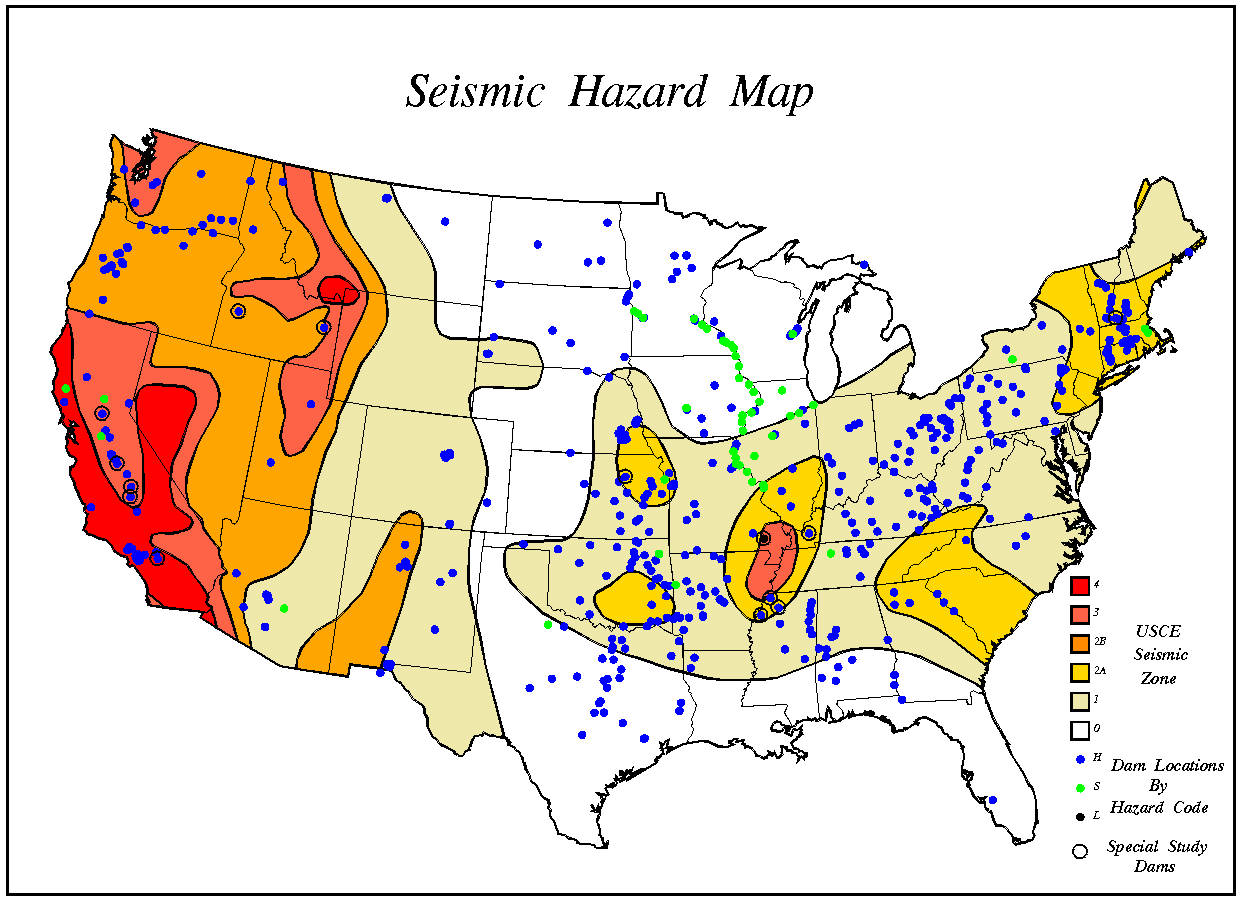 Seismic Hazard Map
4
3
2B
2A
1
0
USCE
Seismic
Zone
H
S
L
Dam Locations
By
Hazard Code
Special Study
Dams